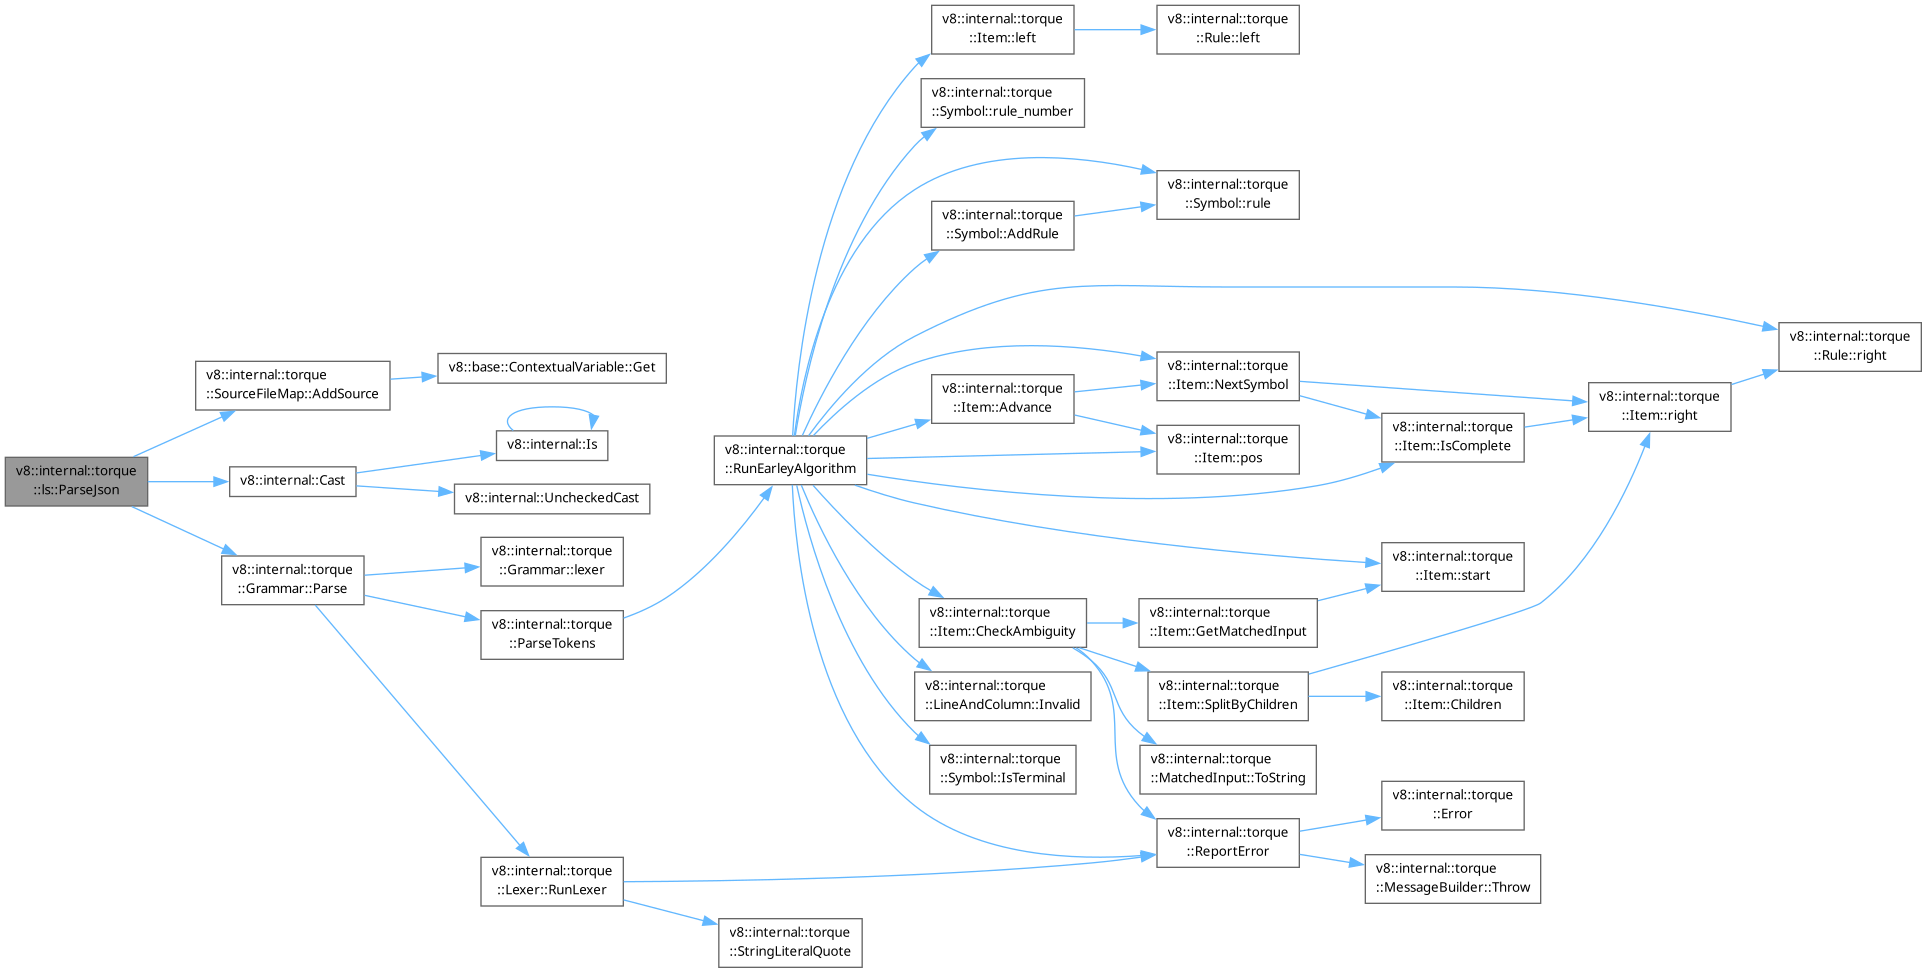 v8::internal::torque
::ls::ParseJson
v8::internal::torque
::SourceFileMap::AddSource
v8::base::ContextualVariable::Get
v8::internal::Cast
v8::internal::Is
v8::internal::UncheckedCast
v8::internal::torque
::Grammar::Parse
v8::internal::torque
::Grammar::lexer
v8::internal::torque
::ParseTokens
v8::internal::torque
::Lexer::RunLexer
v8::internal::torque
::StringLiteralQuote
v8::internal::torque
::RunEarleyAlgorithm
v8::internal::torque
::Item::left
v8::internal::torque
::Rule::left
v8::internal::torque
::Symbol::rule_number
v8::internal::torque
::Symbol::rule
v8::internal::torque
::Symbol::AddRule
v8::internal::torque
::Rule::right
v8::internal::torque
::Item::NextSymbol
v8::internal::torque
::Item::Advance
v8::internal::torque
::Item::right
v8::internal::torque
::Item::IsComplete
v8::internal::torque
::Item::pos
v8::internal::torque
::Item::start
v8::internal::torque
::Item::CheckAmbiguity
v8::internal::torque
::Item::GetMatchedInput
v8::internal::torque
::LineAndColumn::Invalid
v8::internal::torque
::Item::SplitByChildren
v8::internal::torque
::Item::Children
v8::internal::torque
::Symbol::IsTerminal
v8::internal::torque
::MatchedInput::ToString
v8::internal::torque
::ReportError
v8::internal::torque
::Error
v8::internal::torque
::MessageBuilder::Throw